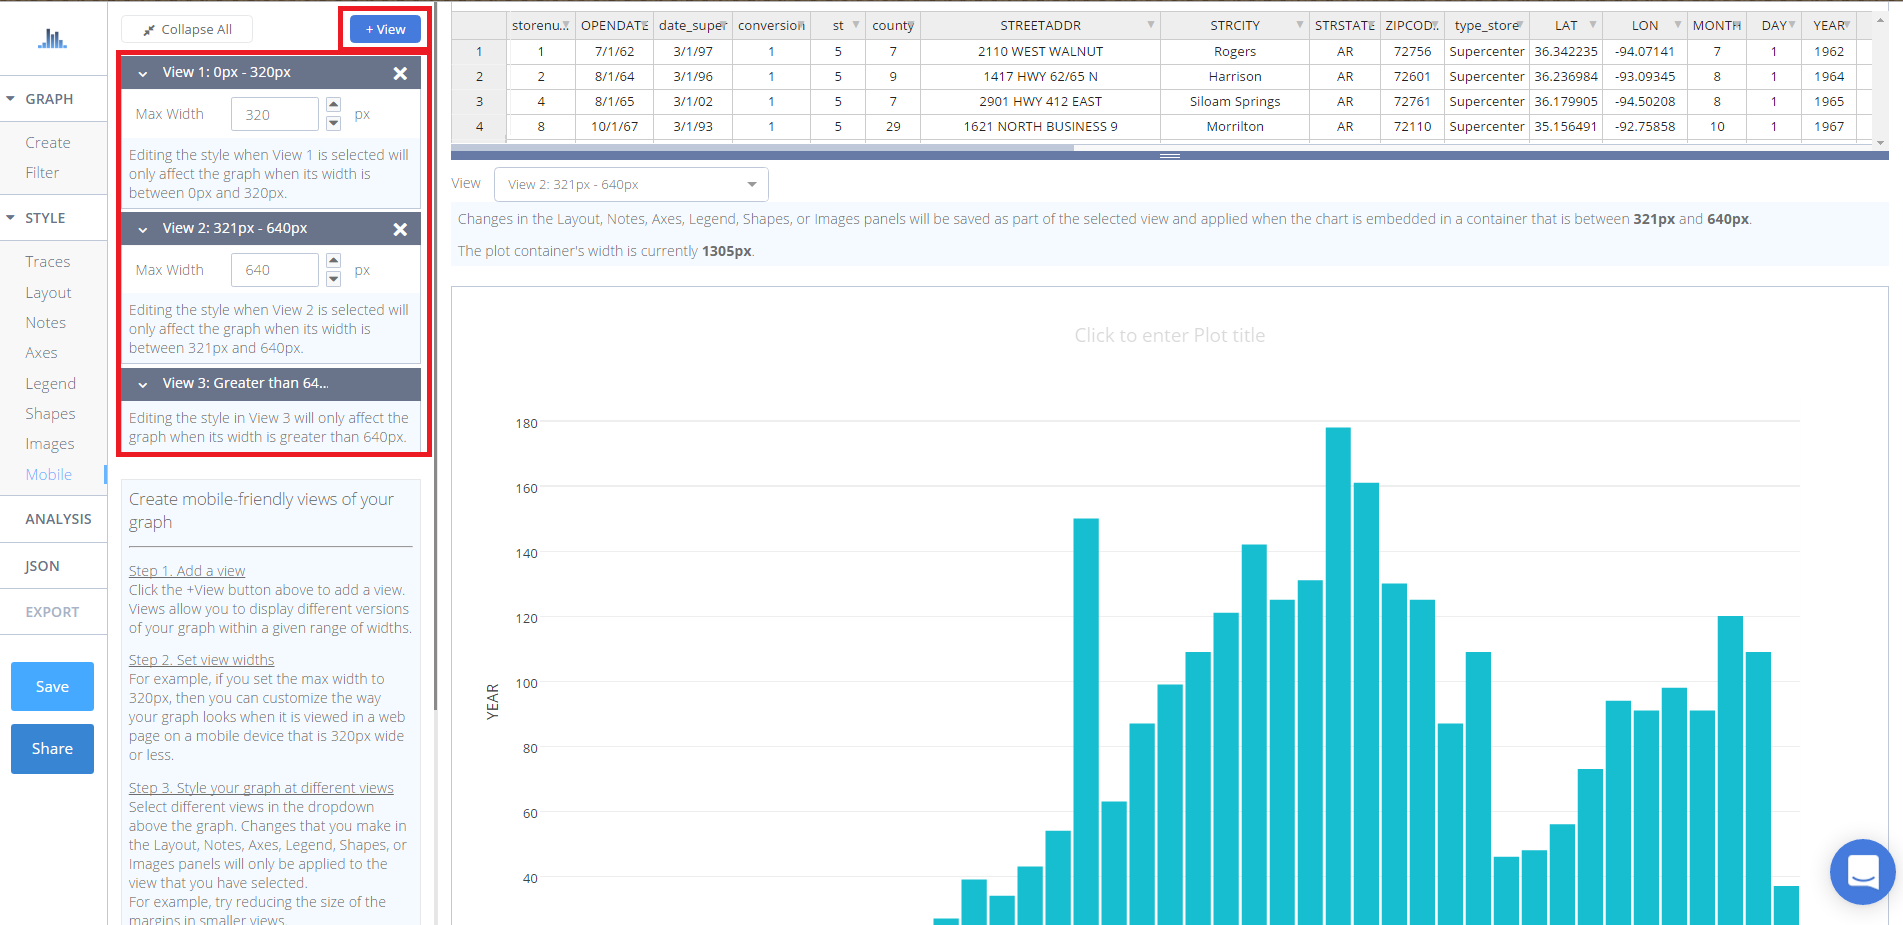 GRAPH
Create
Filter
STYLE
Traces
Layout
Notes
Axes
Legend
Shapes
Images
Mobile
ANALYSIS
JSON
EXPORT
Save
Share
Collapse All
+ View
View 1: 0px - 320px
Max Width 320 px
Editing the style when View 1 is selected will
only affect the graph when its width is
between 0px and 320px.
View 2: 321px - 640px
Max Width 640 px
Editing the style when View 2 is selected will
only affect the graph when its width is
between 321px and 640px.
View 3: Greater than 64...
Editing the style in View 3 will only affect the
graph when its width is greater than 640px.
Create mobile-friendly views of your
graph
Step 1. Add a view
Click the +View button above to add a view.
Views allow you to display different versions
of your graph within a given range of widths.
Step 2. Set view widths
For example, if you set the max width to
320px, then you can customize the way
your graph looks when it is viewed in a web
page on a mobile device that is 320px wide
or less.
Step 3. Style your graph at different views
Select different views in the dropdown
above the graph. Changes that you make in
the Layout, Notes, Axes, Legend, Shapes, or
Images panels will only be applied to the
view that you have selected.
For example, try reducing the size of the
margins in smaller views.
storenu... OPENDATE date_super conversion st county STREETADDR STRCITY STRSTATE ZIPCOD... type_store LAT LON MONTH DAY YEAR
1 1 7/1/62 3/1/97 1 5 7 2110 WEST WALNUT Rogers AR 72756 Supercenter 36.342235 -94.07141 7 1 1962
2 2 8/1/64 3/1/96 1 5 9 1417 HWY 62/65 N Harrison AR 72601 Supercenter 36.236984 -93.09345 8 1 1964
3 4 8/1/65 3/1/02 1 5 7 2901 HWY 412 EAST Siloam Springs AR 72761 Supercenter 36.179905 -94.50208 8 1 1965
4 8 10/1/67 3/1/93 1 5 29 1621 NORTH BUSINESS 9 Morrilton AR 72110 Supercenter 35.156491 -92.75858 10 1 1967
View View 2: 321px - 640px
Changes in the Layout, Notes, Axes, Legend, Shapes, or Images panels will be saved as part of the selected view and applied when the chart is embedded in a container that is between 321px and 640px.
The plot container's width is currently 1305px.
Click to enter Plot title
180
160
140
120
100
80
60
40
YEAR